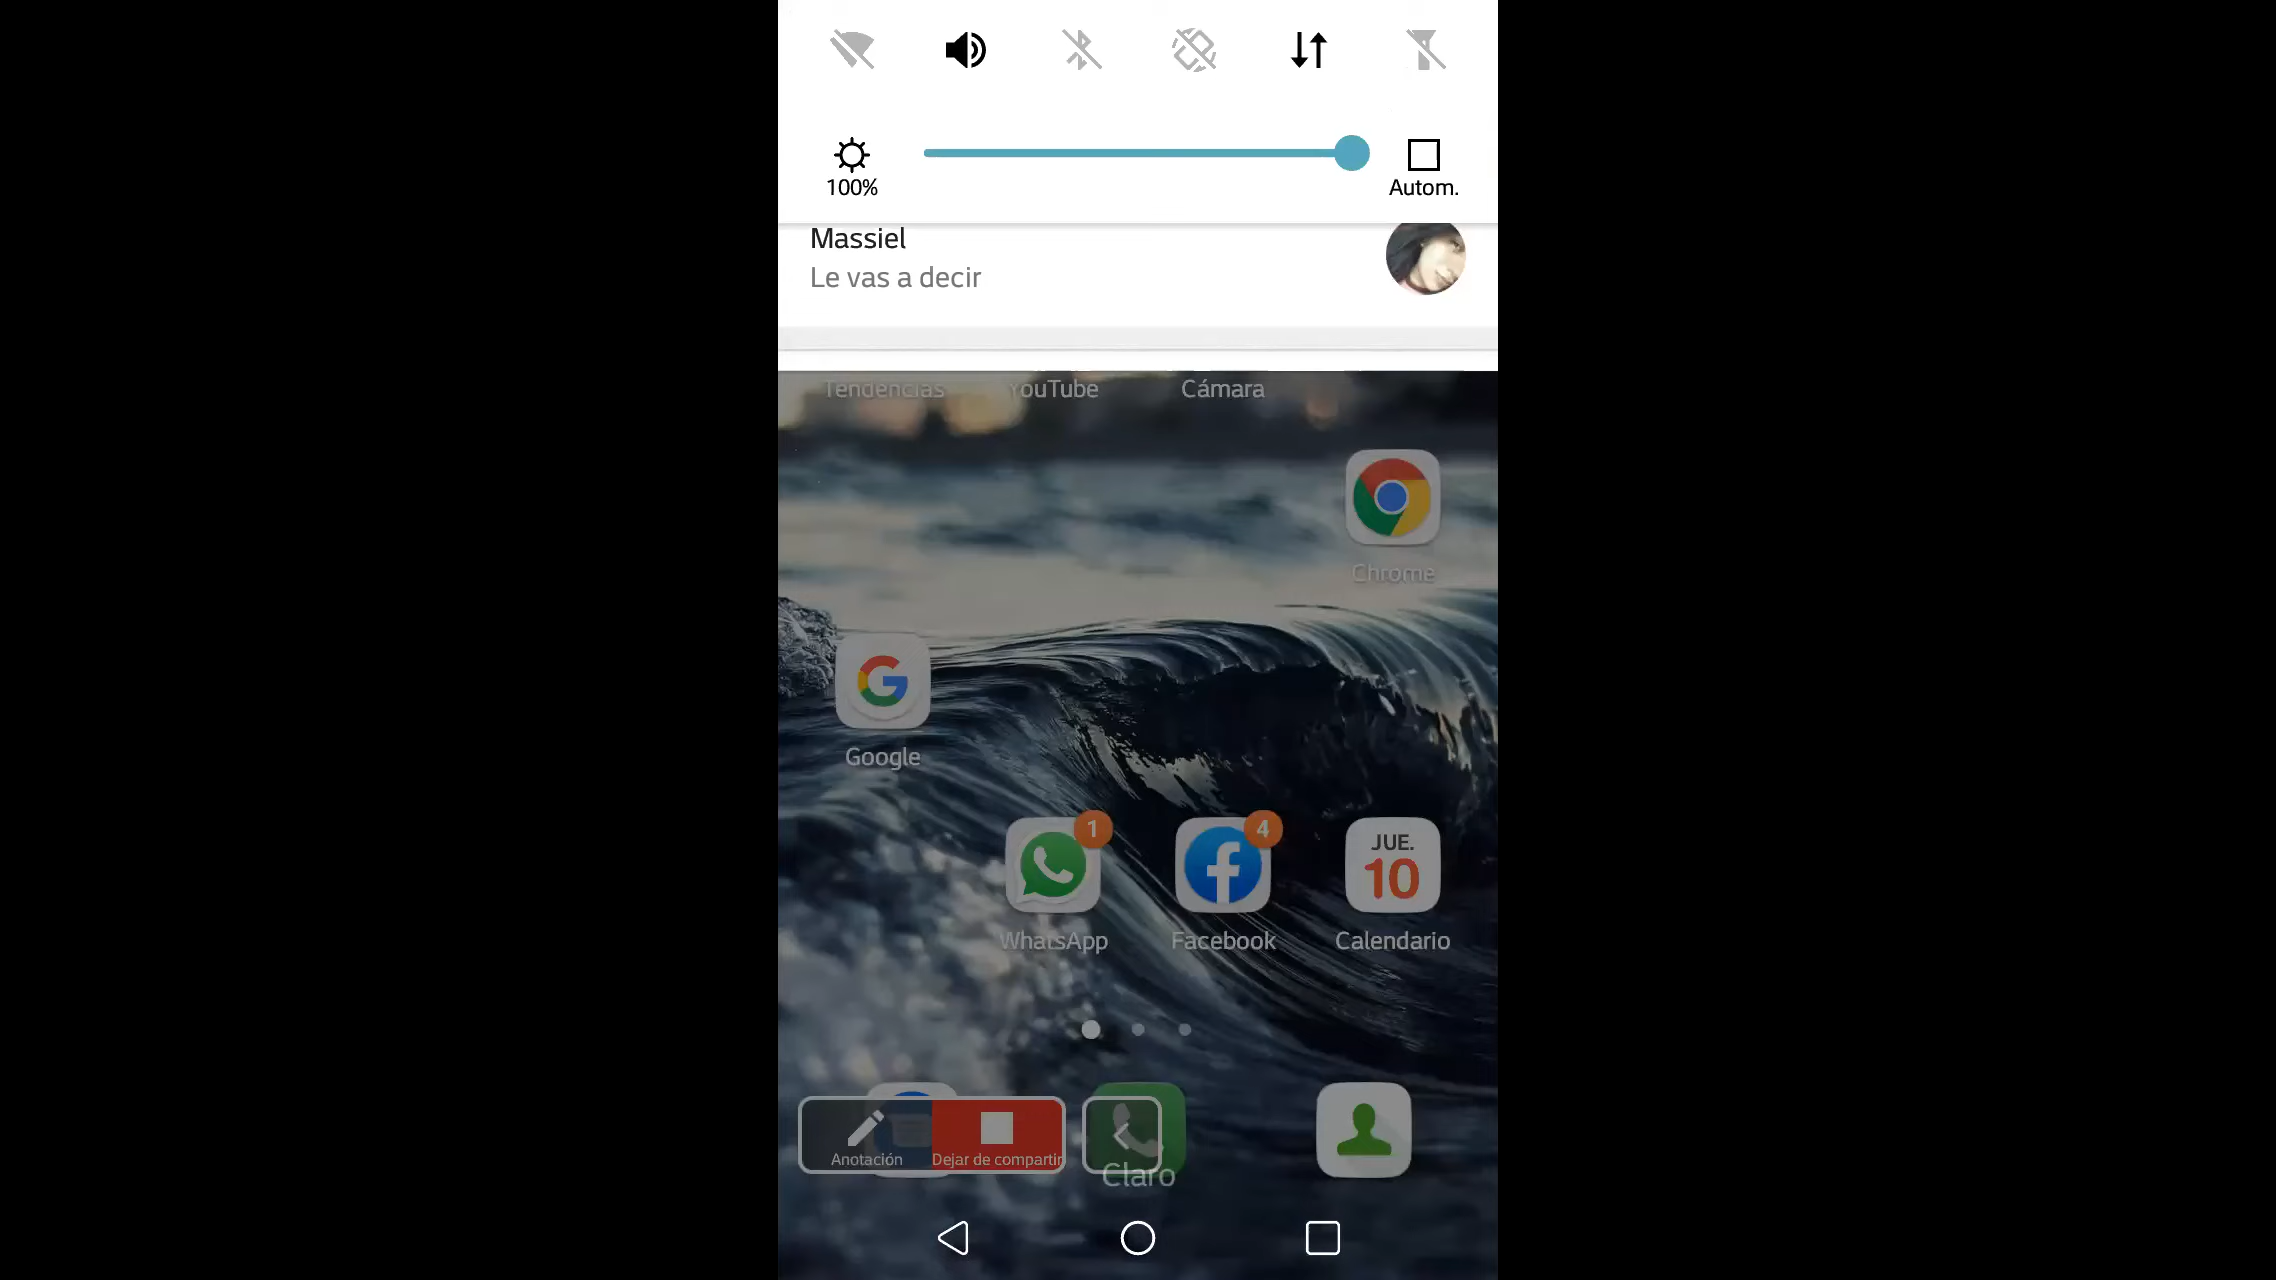 100%
Autom.
Massiel
Le vas a decir
Tendencias YouTube Cámara
Chrome
Google
1
4
JUE.
10
WhatsApp Facebook Calendario
Anotación Dejar de compartir
Claro